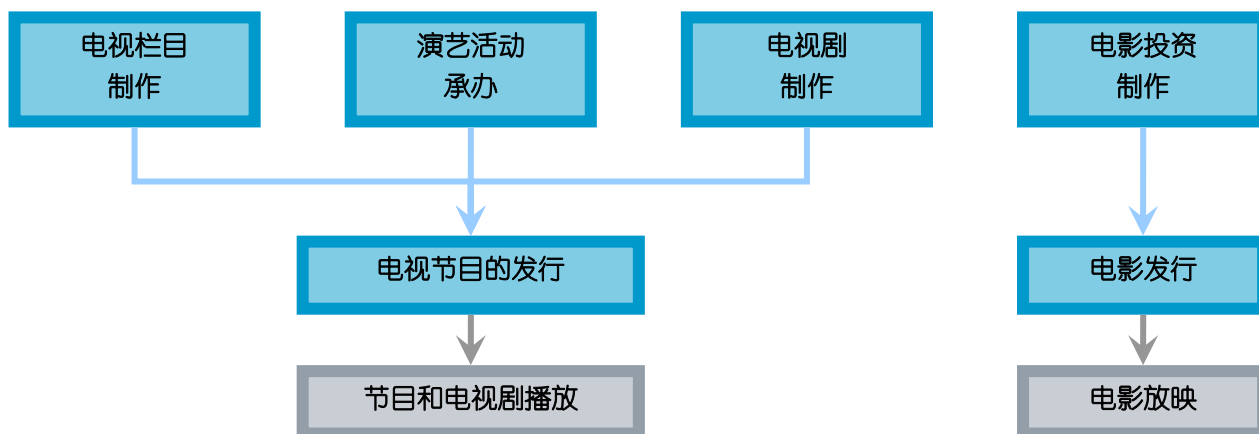 电视栏目
制作
演艺活动
承办
电视剧
制作
电影投资
制作
电视节目的发行
电影发行
节目和电视剧播放
电影放映